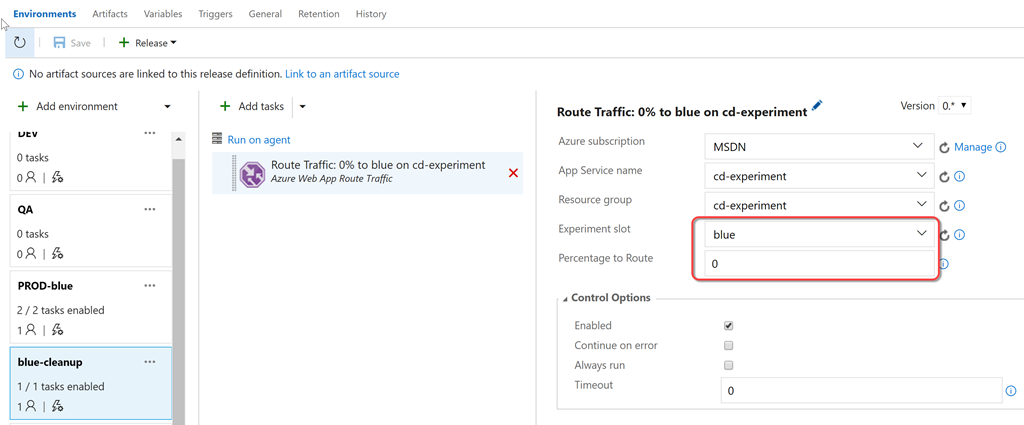 Environments Artifacts Variables Triggers General Retention History
Save Release
No artifact sources are linked to this release definition. Link to an artifact source
Add environment
DEV
0 tasks
0
QA
0 tasks
0
PROD-blue
2 / 2 tasks enabled
1
blue-cleanup
1 / 1 tasks enabled
1
Add tasks
Run on agent
Route Traffic: 0% to blue on cd-experiment
Azure Web App Route Traffic
Route Traffic: 0% to blue on cd-experiment
Version 0.*
Azure subscription MSDN Manage
App Service name cd-experiment
Resource group cd-experiment
Experiment slot blue
Percentage to Route 0
Control Options
Enabled
Continue on error
Always run
Timeout 0